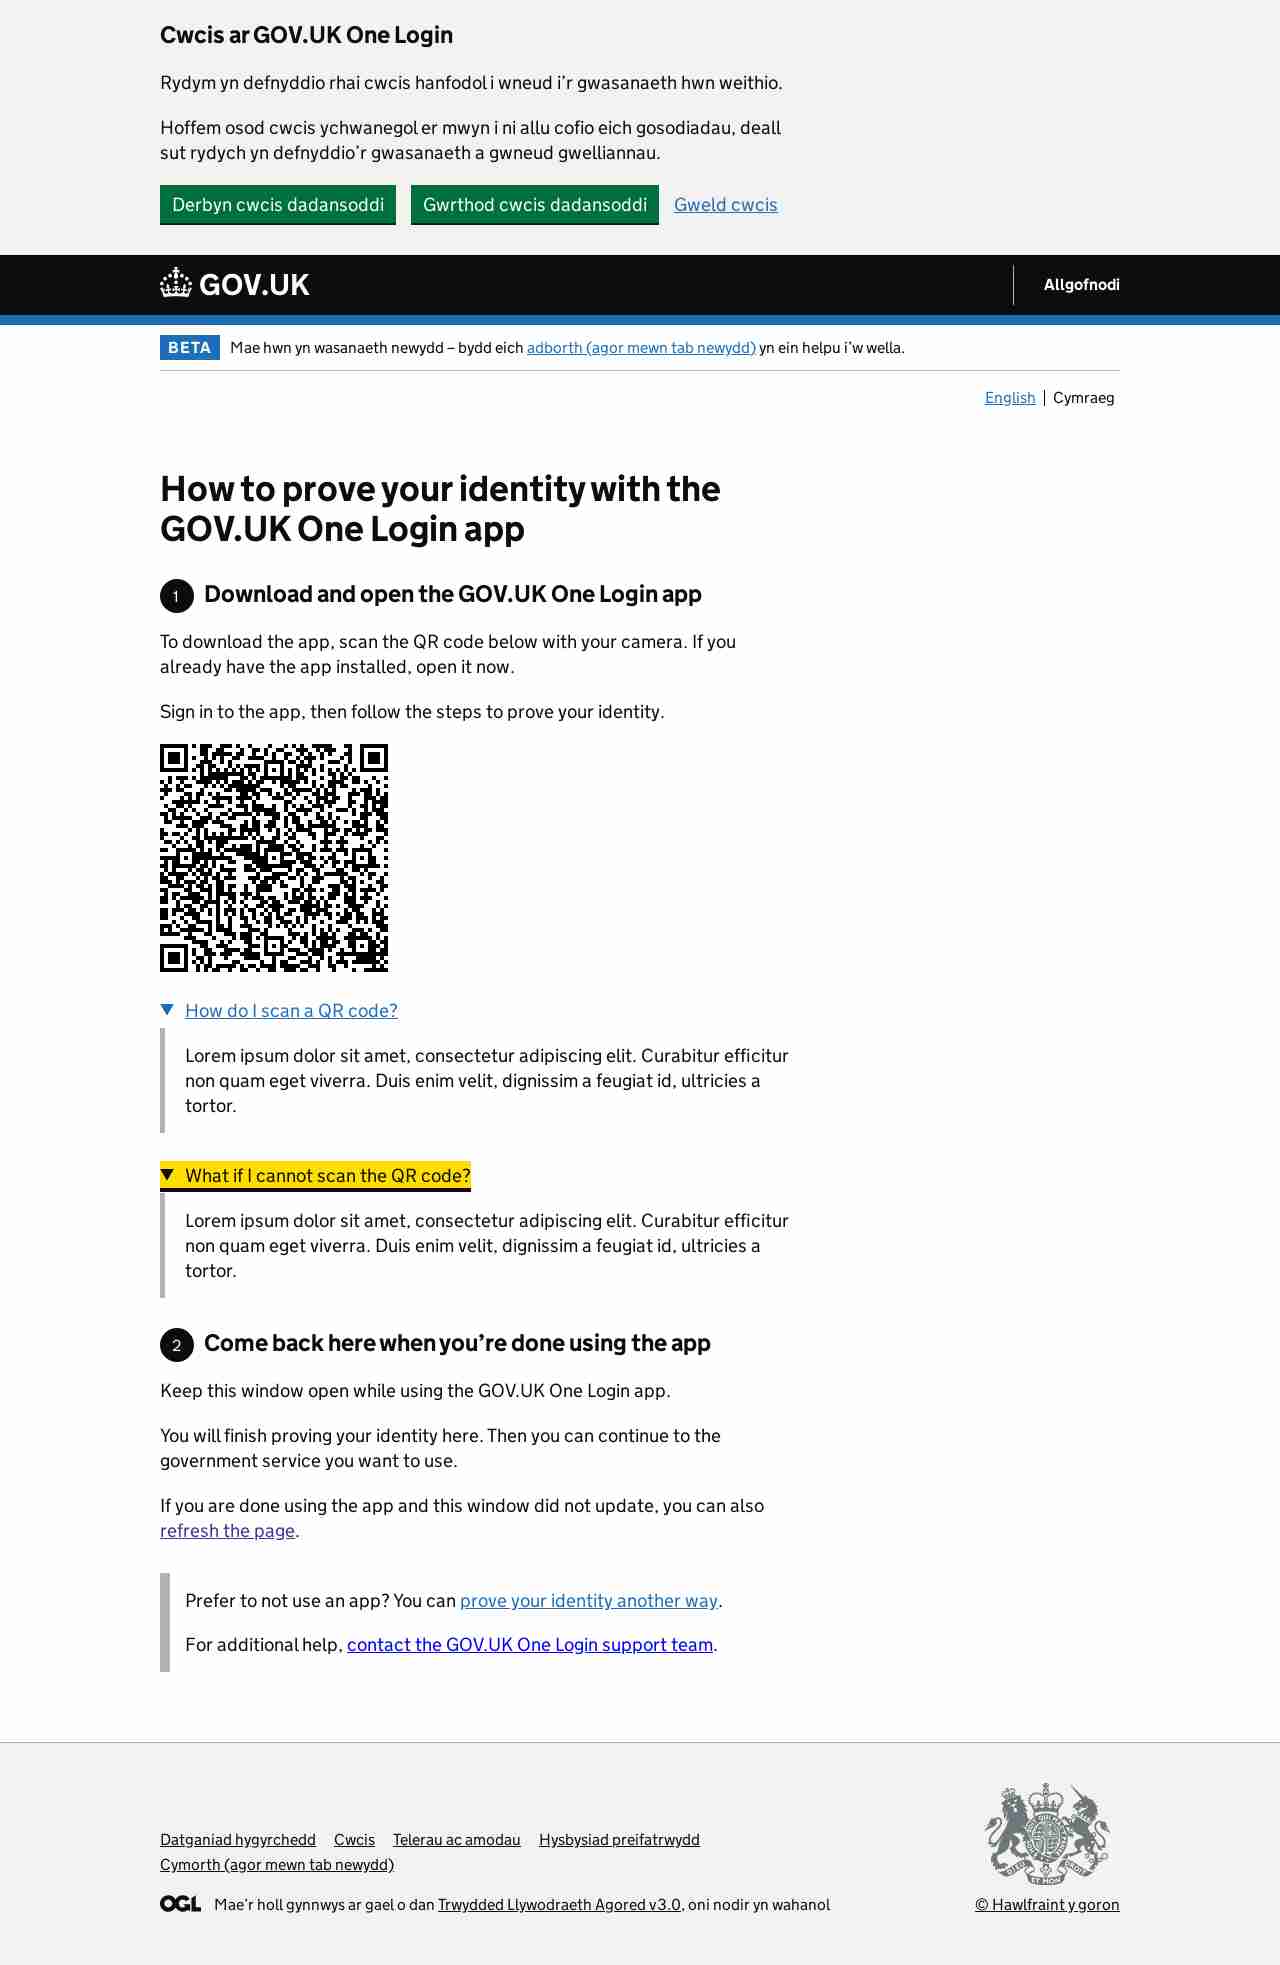 Cwcis ar GOV.UK One Login
Rydym yn defnyddio rhai cwcis hanfodol i wneud i’r gwasanaeth hwn weithio.
Hoffem osod cwcis ychwanegol er mwyn i ni allu cofio eich gosodiadau, deall
sut rydych yn defnyddio’r gwasanaeth a gwneud gwelliannau.
Derbyn cwcis dadansoddi Gwrthod cwcis dadansoddi Gweld cwcis
GOV.UK Allgofnodi
BETA Mae hwn yn wasanaeth newydd – bydd eich adborth (agor mewn tab newydd) yn ein helpu i’w wella.
English Cymraeg
How to prove your identity with the
GOV.UK One Login app
1 Download and open the GOV.UK One Login app
To download the app, scan the QR code below with your camera. If you
already have the app installed, open it now.
Sign in to the app, then follow the steps to prove your identity.
How do I scan a QR code?
Lorem ipsum dolor sit amet, consectetur adipiscing elit. Curabitur efficitur
non quam eget viverra. Duis enim velit, dignissim a feugiat id, ultricies a
tortor.
What if I cannot scan the QR code?
Lorem ipsum dolor sit amet, consectetur adipiscing elit. Curabitur efficitur
non quam eget viverra. Duis enim velit, dignissim a feugiat id, ultricies a
tortor.
2 Come back here when you’re done using the app
Keep this window open while using the GOV.UK One Login app.
You will finish proving your identity here. Then you can continue to the
government service you want to use.
If you are done using the app and this window did not update, you can also
refresh the page.
Prefer to not use an app? You can prove your identity another way.
For additional help, contact the GOV.UK One Login support team.
Datganiad hygyrchedd Cwcis Telerau ac amodau Hysbysiad preifatrwydd
Cymorth (agor mewn tab newydd)
DIEU ET MON DROIT
OGL Mae’r holl gynnwys ar gael o dan Trwydded Llywodraeth Agored v3.0, oni nodir yn wahanol
© Hawlfraint y goron